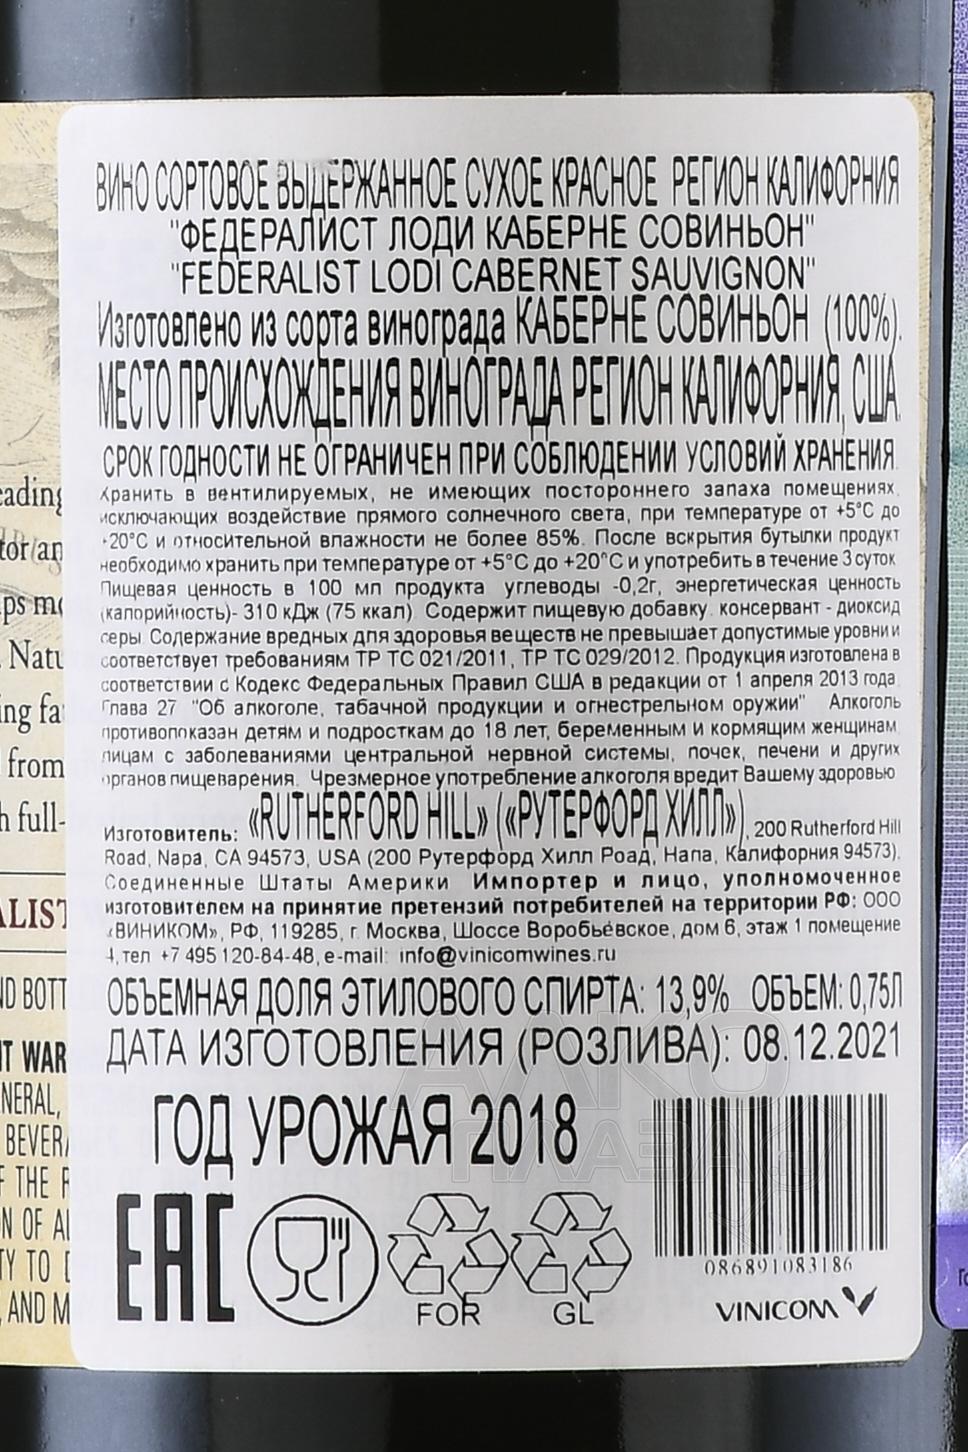 ВИНО СОРТОВОЕ ВЫДЕРЖАННОЕ СУХОЕ КРАСНОЕ РЕГИОН КАЛИФОРНИЯ
"ФЕДЕРАЛИСТ ЛОДИ КАБЕРНЕ СОВИНЬОН"
"FEDERALIST LODI CABERNET SAUVIGNON"
Изготовлено из сорта винограда КАБЕРНЕ СОВИНЬОН (100%).
МЕСТО ПРОИСХОЖДЕНИЯ ВИНОГРАДА РЕГИОН КАЛИФОРНИЯ, США.
СРОК ГОДНОСТИ НЕ ОГРАНИЧЕН ПРИ СОБЛЮДЕНИИ УСЛОВИЙ ХРАНЕНИЯ.
Хранить в вентилируемых, не имеющих постороннего запаха помещениях,
исключающих воздействие прямого солнечного света, при температуре от +5°С до
+20°С и относительной влажности не более 85%. После вскрытия бутылки продукт
необходимо хранить при температуре от +5°С до +20°С и употребить в течение 3 суток
Пищевая ценность в 100 мл продукта углеводы -0,2г, энергетическая ценность
(калорийность)- 310 кДж (75 ккал) Содержит пищевую добавку консервант - диоксид
серы Содержание вредных для здоровья веществ не превышает допустимые уровни и
соответствует требованиям ТР ТС 021/2011, ТР ТС 029/2012. Продукция изготовлена в
соответствии с Кодекс Федеральных Правил США в редакции от 1 апреля 2013 года
Глава 27 "Об алкоголе, табачной продукции и огнестрельном оружии" Алкоголь
противопоказан детям и подросткам до 18 лет, беременным и кормящим женщинам,
лицам с заболеваниями центральной нервной системы, почек, печени и других
органов пищеварения. Чрезмерное употребление алкоголя вредит Вашему здоровью
Изготовитель: «RUTHERFORD HILL» («РУТЕРФОРД ХИЛЛ»), 200 Rutherford Hill
Road, Napa, CA 94573, USA (200 Рутерфорд Хилл Роад, Напа, Калифорния 94573).
Соединенные Штаты Америки Импортер и лицо, уполномоченное
изготовителем на принятие претензий потребителей на территории РФ: ООО
«ВИНИКОМ», РФ, 119285, г. Москва, Шоссе Воробьевское, дом 6, этаж 1 помещение
4,тел +7 495 120-84-48, e-mail: info@vinicomwines.ru
ОБЪЕМНАЯ ДОЛЯ ЭТИЛОВОГО СПИРТА: 13,9% ОБЪЕМ: 0,75Л
ДАТА ИЗГОТОВЛЕНИЯ (РОЗЛИВА): 08.12.2021
ГОД УРОЖАЯ 2018
EAC
FOR GL
086891083186
VINICOM
АЛКО
ПЛАЗА